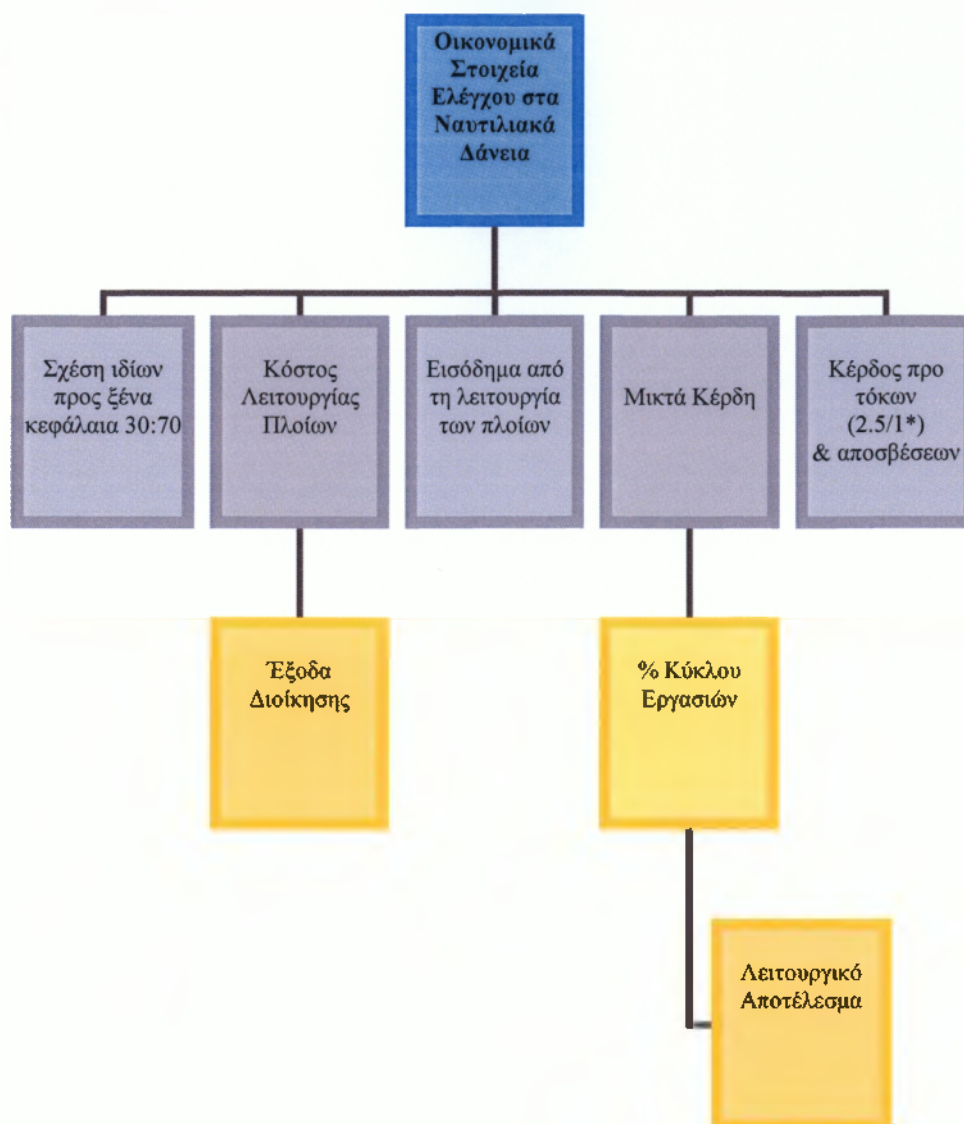 Οικονομικά
Στοιχεία
Ελέγχου στα
Ναυτιλιακά
Δάνεια
Σχέση ιδίων
προς ξένα
κεφάλαια 30:70
Κόστος
Λειτουργίας
Πλοίων
Εισόδημα από
τη λειτουργία
των πλοίων
Μικτά Κέρδη
Κέρδος προ
τόκων
(2.5/1*)
& αποσβέσεων
Έξοδα
Διοίκησης
% Κύκλου
Εργασιών
Λειτουργικό
Αποτέλεσμα